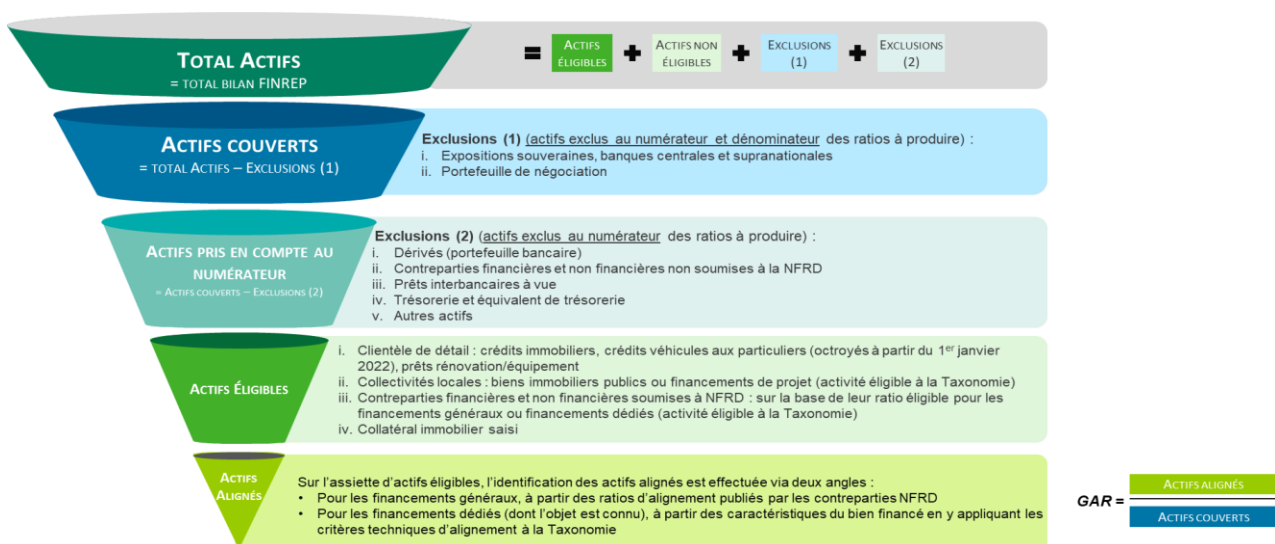 TOTAL ACTIFS
= TOTAL BILAN FINREP
= ACTIFS ÉLIGIBLES + ACTIFS NON ÉLIGIBLES + EXCLUSIONS (1) + EXCLUSIONS (2)
ACTIFS COUVERTS
= TOTAL ACTIFS – EXCLUSIONS (1)
Exclusions (1) (actifs exclus au numérateur et dénominateur des ratios à produire) :
i. Expositions souveraines, banques centrales et supranationales
ii. Portefeuille de négociation
ACTIFS PRIS EN COMPTE AU
NUMÉRATEUR
= ACTIFS COUVERTS – EXCLUSIONS (2)
Exclusions (2) (actifs exclus au numérateur des ratios à produire) :
i. Dérivés (portefeuille bancaire)
ii. Contreparties financières et non financières non soumises à la NFRD
iii. Prêts interbancaires à vue
iv. Trésorerie et équivalent de trésorerie
v. Autres actifs
ACTIFS ÉLIGIBLES
i. Clientèle de détail : crédits immobiliers, crédits véhicules aux particuliers (octroyés à partir du 1er janvier
2022), prêts rénovation/équipement
ii. Collectivités locales : biens immobiliers publics ou financements de projet (activité éligible à la Taxonomie)
iii. Contreparties financières et non financières soumises à NFRD : sur la base de leur ratio éligible pour les
financements généraux ou financements dédiés (activité éligible à la Taxonomie)
iv. Collatéral immobilier saisi
ACTIFS
ALIGNÉS
Sur l'assiette d'actifs éligibles, l'identification des actifs alignés est effectuée via deux angles :
• Pour les financements généraux, à partir des ratios d'alignement publiés par les contreparties NFRD
• Pour les financements dédiés (dont l'objet est connu), à partir des caractéristiques du bien financé en y appliquant les
critères techniques d'alignement à la Taxonomie
GAR =
ACTIFS ALIGNÉS
ACTIFS COUVERTS